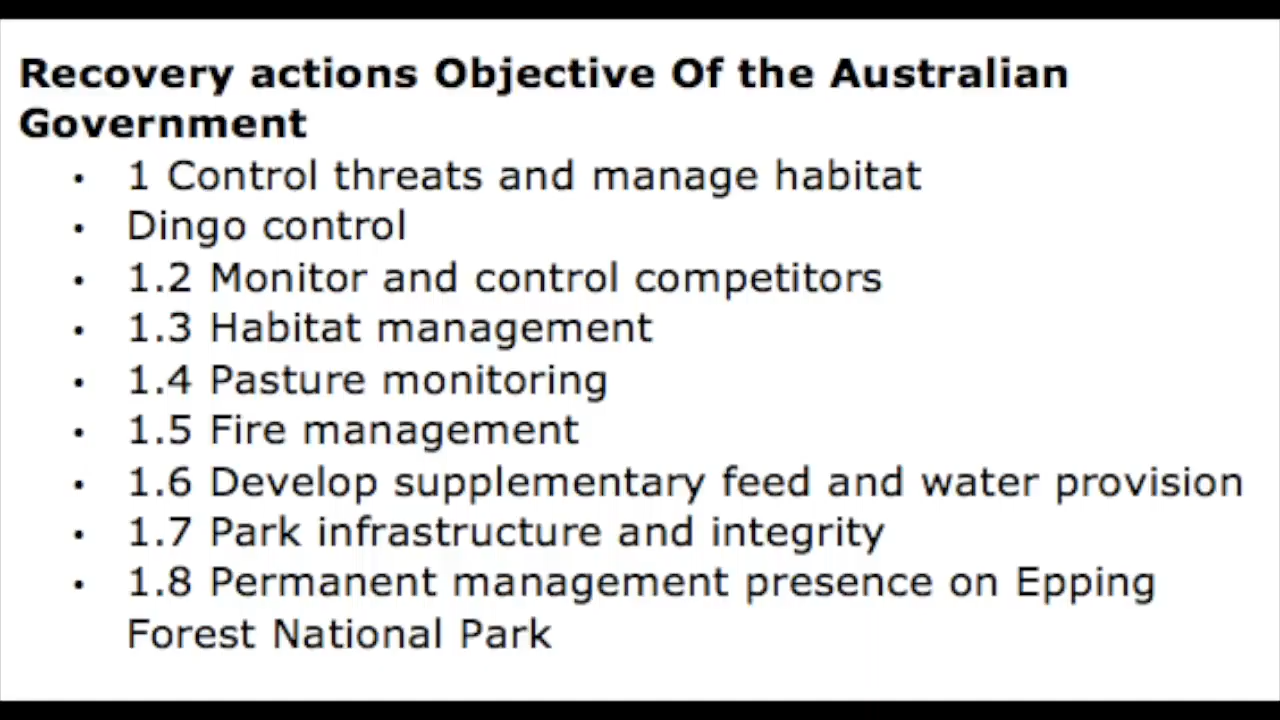 Recovery actions Objective Of the Australian
Government
• 1 Control threats and manage habitat
• Dingo control
• 1.2 Monitor and control competitors
• 1.3 Habitat management
• 1.4 Pasture monitoring
• 1.5 Fire management
• 1.6 Develop supplementary feed and water provision
• 1.7 Park infrastructure and integrity
• 1.8 Permanent management presence on Epping
Forest National Park